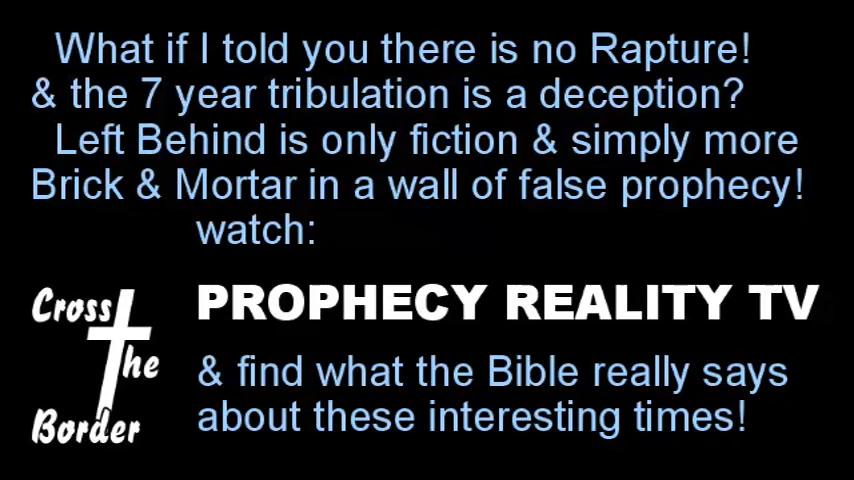 What if I told you there is no Rapture!
& the 7 year tribulation is a deception?
Left Behind is only fiction & simply more
Brick & Mortar in a wall of false prophecy!
watch:
Cross
The
Border
PROPHECY REALITY TV
& find what the Bible really says
about these interesting times!